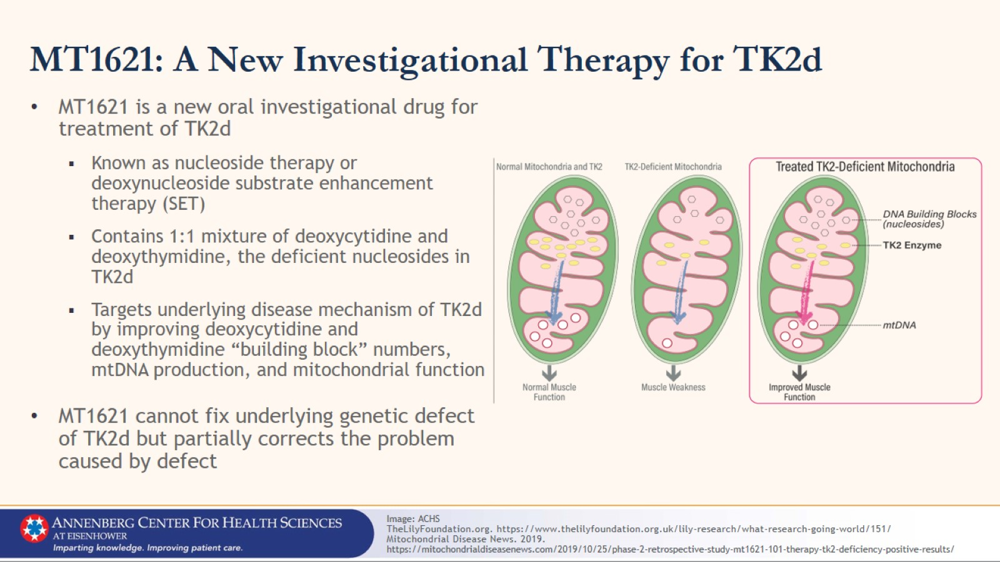 MT1621: A New Investigational Therapy for TK2d
• MT1621 is a new oral investigational drug for
treatment of TK2d
▪ Known as nucleoside therapy or
deoxynucleoside substrate enhancement
therapy (SET)
▪ Contains 1:1 mixture of deoxycytidine and
deoxythymidine, the deficient nucleosides in
TK2d
▪ Targets underlying disease mechanism of TK2d
by improving deoxycytidine and
deoxythymidine “building block” numbers,
mtDNA production, and mitochondrial function
• MT1621 cannot fix underlying genetic defect
of TK2d but partially corrects the problem
caused by defect
Normal Mitochondria and TK2
Normal Muscle
Function
TK2-Deficient Mitochondria
Muscle Weakness
Treated TK2-Deficient Mitochondria
DNA Building Blocks
(nucleosides)
TK2 Enzyme
mtDNA
Improved Muscle
Function
ANNENBERG CENTER FOR HEALTH SCIENCES
AT EISENHOWER
Imparting knowledge. Improving patient care.
Image: ACHS
TheLilyFoundation.org. https://www.thelilyfoundation.org.uk/lily-research/what-research-going-world/151/
Mitochondrial Disease News. 2019.
https://mitochondrialdiseasenews.com/2019/10/25/phase-2-retrospective-study-mt1621-101-therapy-tk2-deficiency-positive-results/